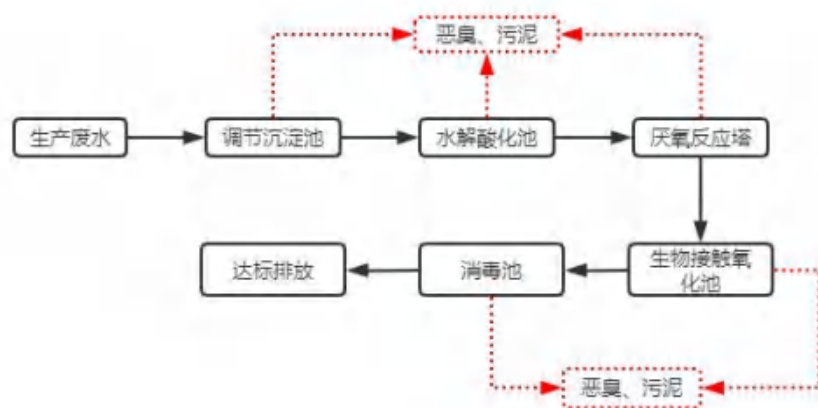 恶臭、污泥
生产废水
调节沉淀池
水解酸化池
厌氧反应塔
达标排放
消毒池
生物接触氧
化池
恶臭、污泥